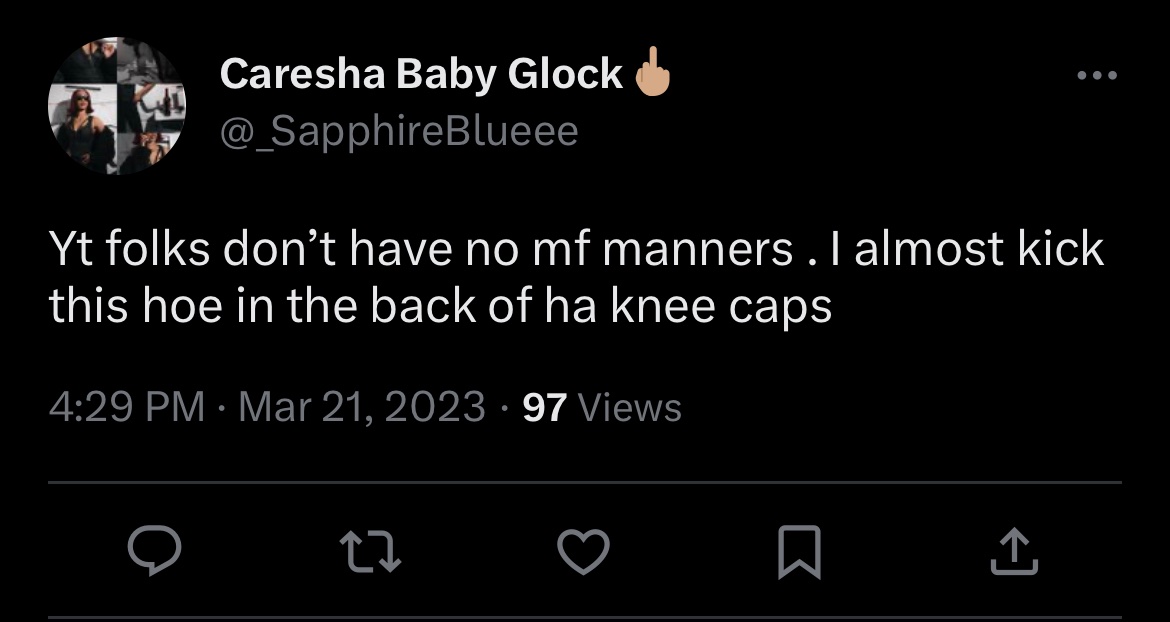 Caresha Baby Glock🖕🏼
@_SapphireBlueee
Yt folks don’t have no mf manners . I almost kick
this hoe in the back of ha knee caps
4:29 PM · Mar 21, 2023 · 97 Views